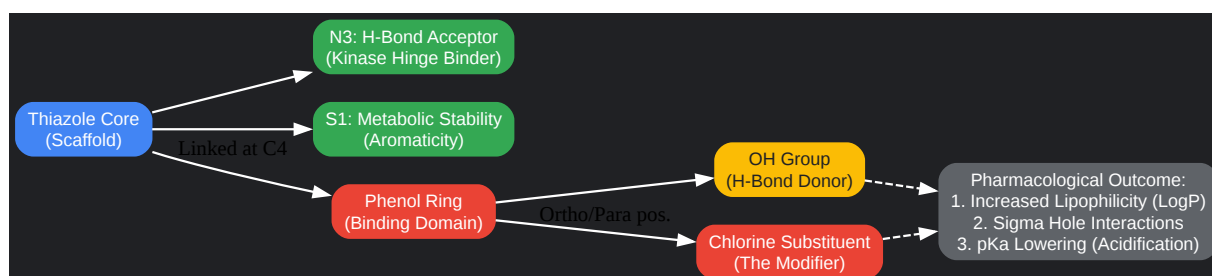 Thiazole Core
(Scaffold)
N3: H-Bond Acceptor
(Kinase Hinge Binder)
S1: Metabolic Stability
(Aromaticity)
Linked at C4
Phenol Ring
(Binding Domain)
Ortho/Para pos.
OH Group
(H-Bond Donor)
Chlorine Substituent
(The Modifier)
Pharmacological Outcome:
1. Increased Lipophilicity (LogP)
2. Sigma Hole Interactions
3. pKa Lowering (Acidification)